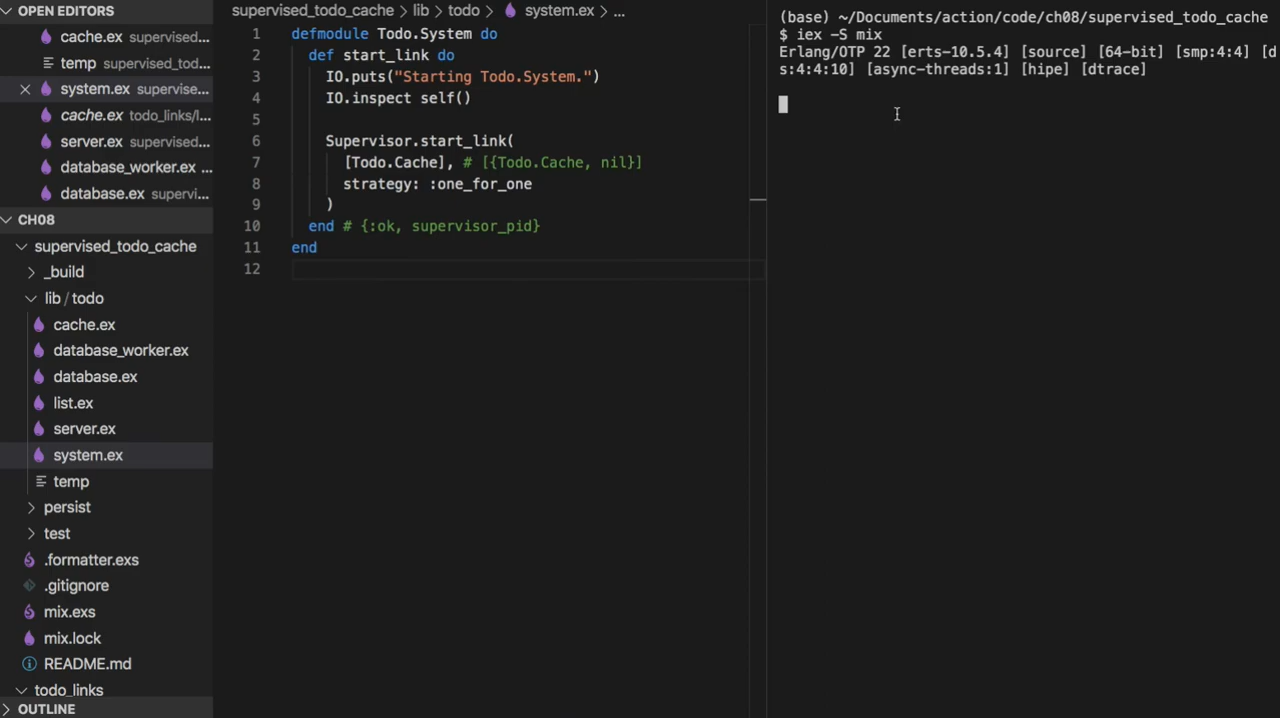 OPEN EDITORS
cache.ex supervised...
temp supervised_tod...
system.ex supervise...
cache.ex todo_links/l...
server.ex supervised...
database_worker.ex ...
database.ex supervi...
CH08
supervised_todo_cache
_build
lib / todo
cache.ex
database_worker.ex
database.ex
list.ex
server.ex
system.ex
temp
persist
test
.formatter.exs
.gitignore
mix.exs
mix.lock
README.md
todo_links
OUTLINE
supervised_todo_cache > lib > todo > system.ex > ...
1 defmodule Todo.System do
2 def start_link do
3 IO.puts("Starting Todo.System.")
4 IO.inspect self()
5
6 Supervisor.start_link(
7 [Todo.Cache], # [{Todo.Cache, nil}]
8 strategy: :one_for_one
9 )
10 end # {:ok, supervisor_pid}
11 end
12
(base) ~/Documents/action/code/ch08/supervised_todo_cache
$ iex -S mix
Erlang/OTP 22 [erts-10.5.4] [source] [64-bit] [smp:4:4] [d
s:4:4:10] [async-threads:1] [hipe] [dtrace]